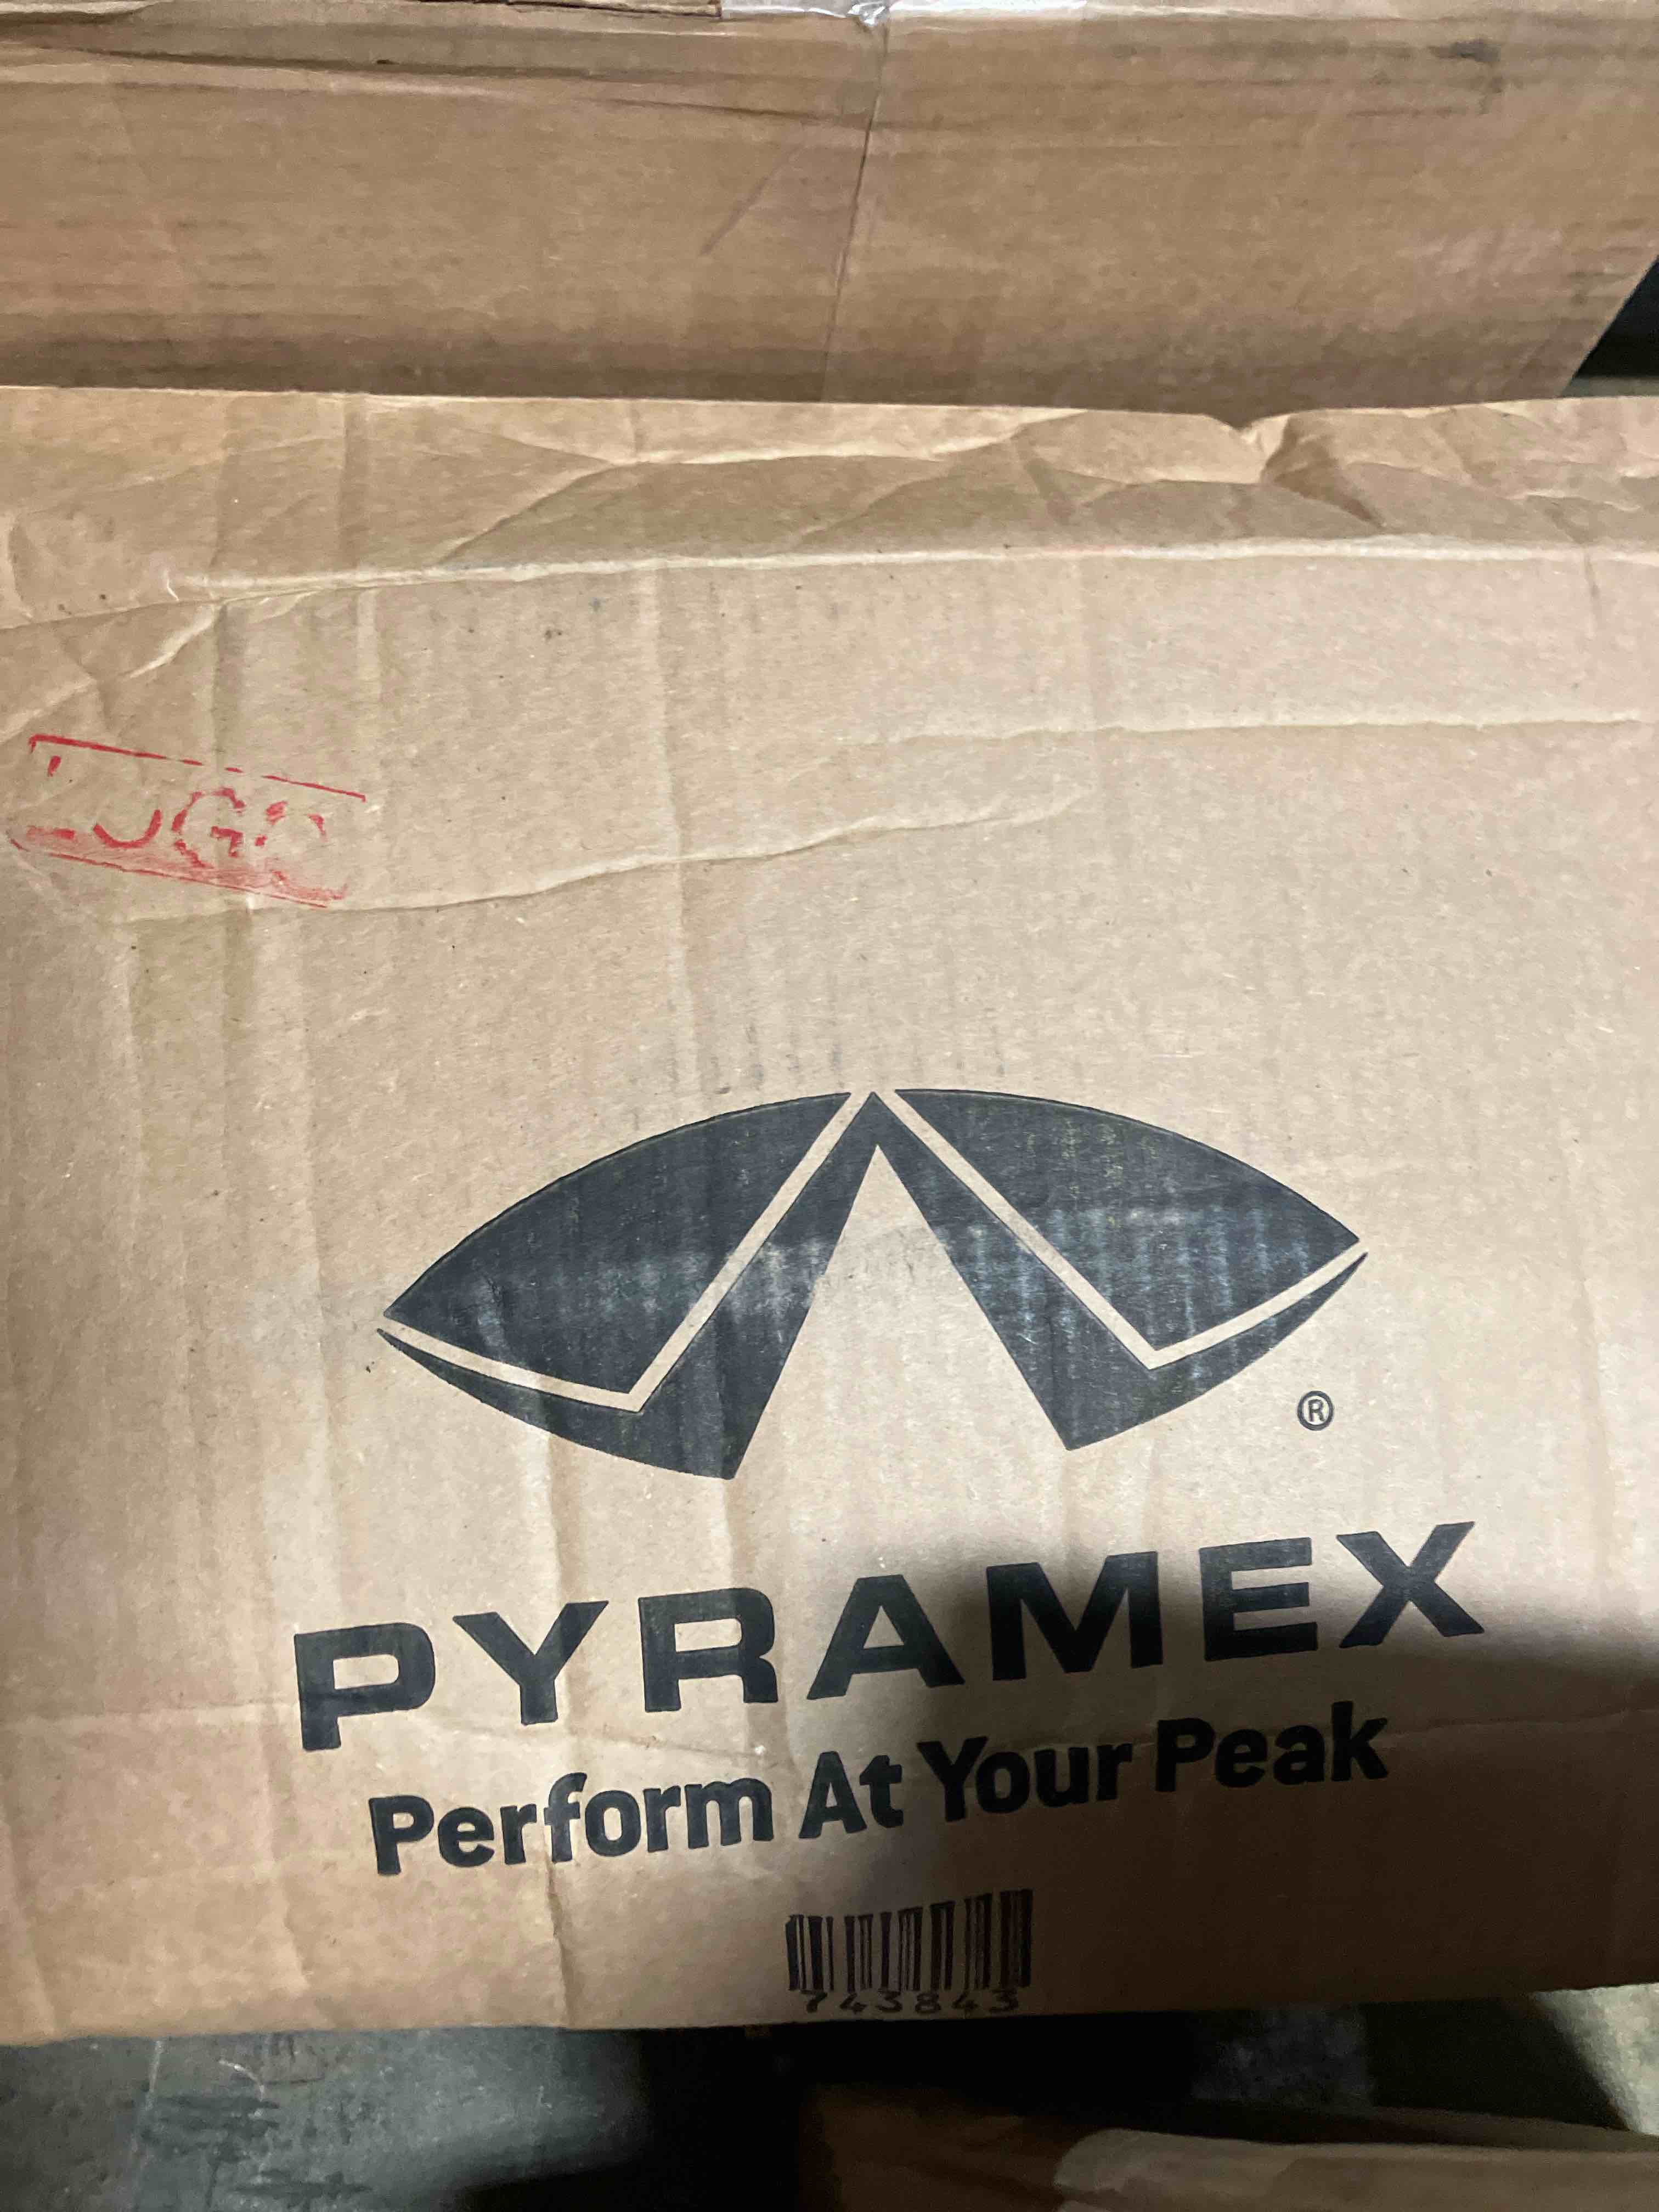 ®
PYRAMEX
Perform At Your Peak
743843